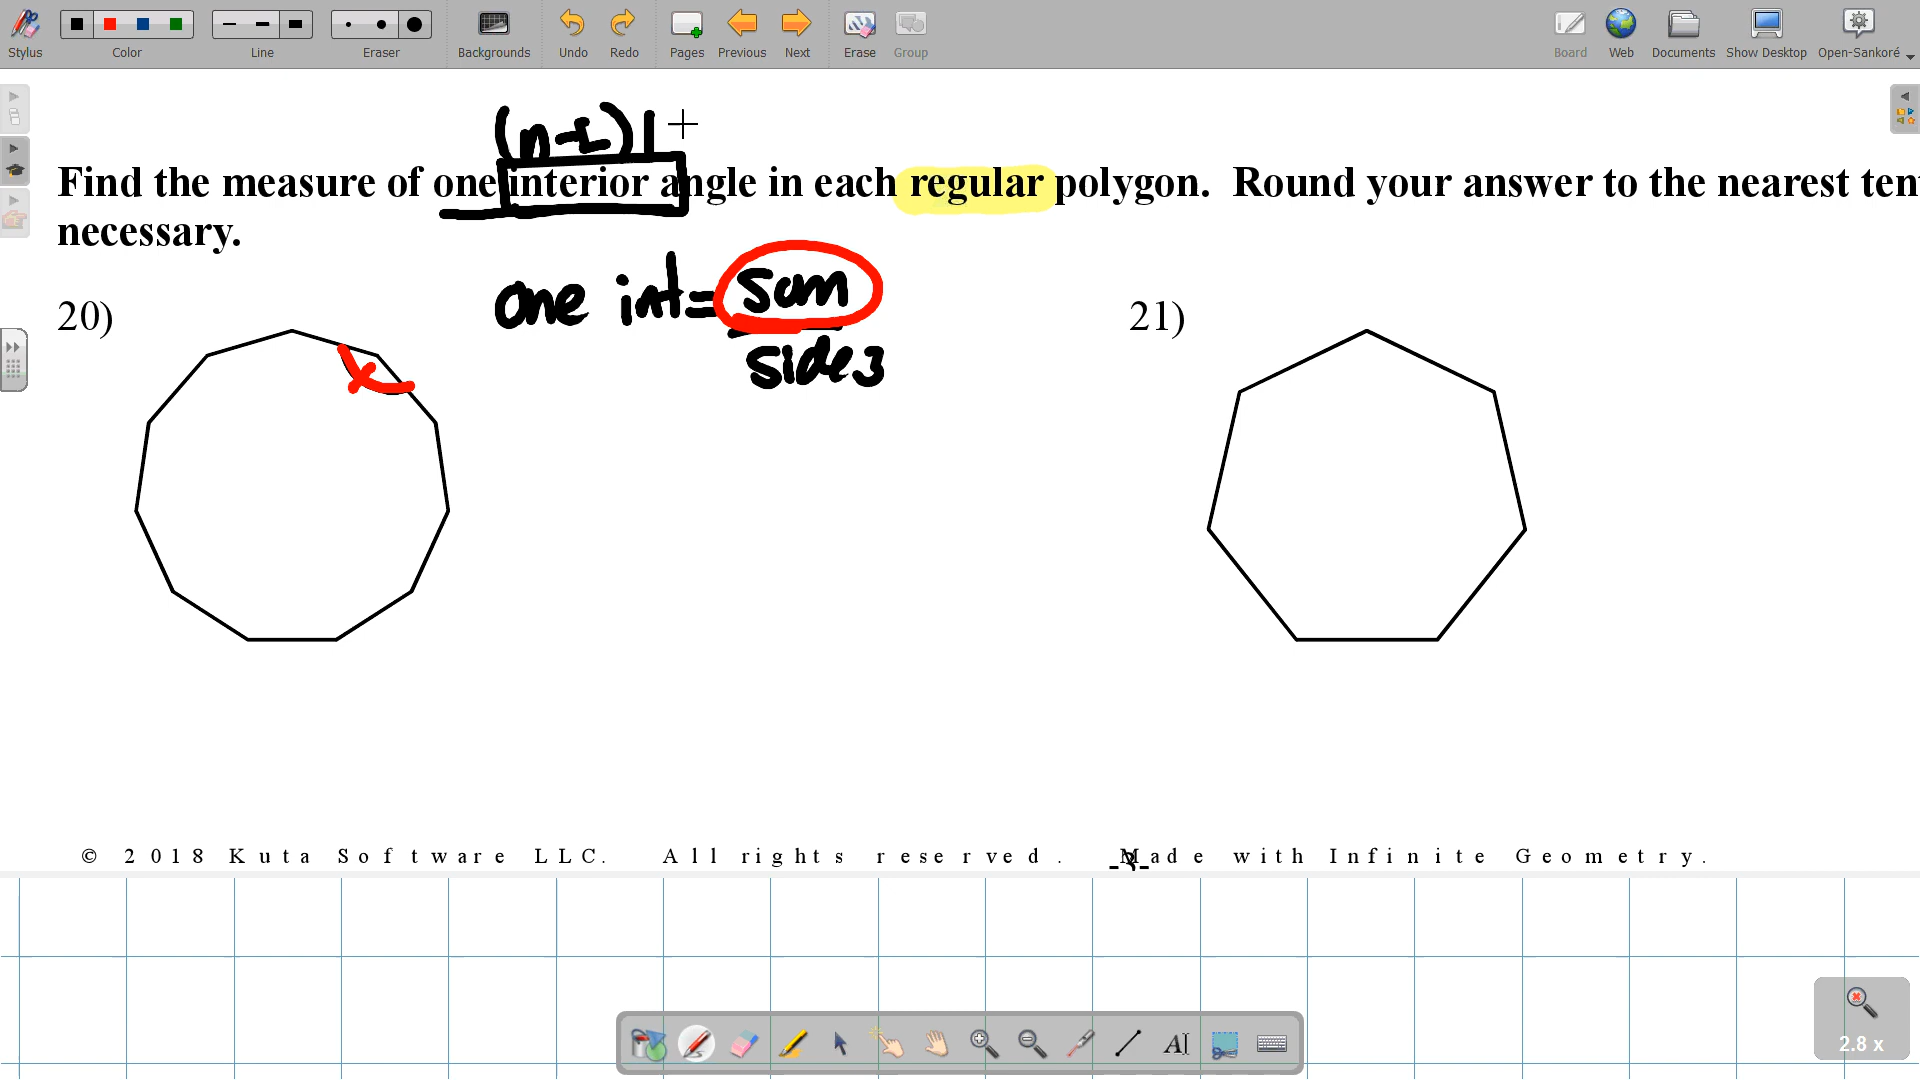 Stylus Color Line Eraser Backgrounds Undo Redo Pages Previous Next Erase Group Board Web Documents Show Desktop Open-Sankoré
(n-2)1
Find the measure of one interior angle in each regular polygon. Round your answer to the nearest ten
necessary.
one int = sum
sides
20)
21)
x
© 2018 Kuta Software LLC. All rights reserved. Made with Infinite Geometry.
2.8 x